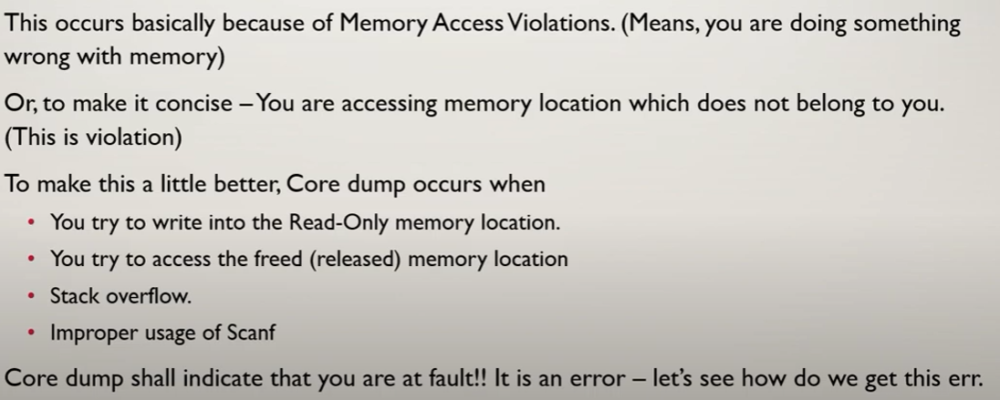 This occurs basically because of Memory Access Violations. (Means, you are doing something
wrong with memory)
Or, to make it concise – You are accessing memory location which does not belong to you.
(This is violation)
To make this a little better, Core dump occurs when
• You try to write into the Read-Only memory location.
• You try to access the freed (released) memory location
• Stack overflow.
• Improper usage of Scanf
Core dump shall indicate that you are at fault!! It is an error – let's see how do we get this err.